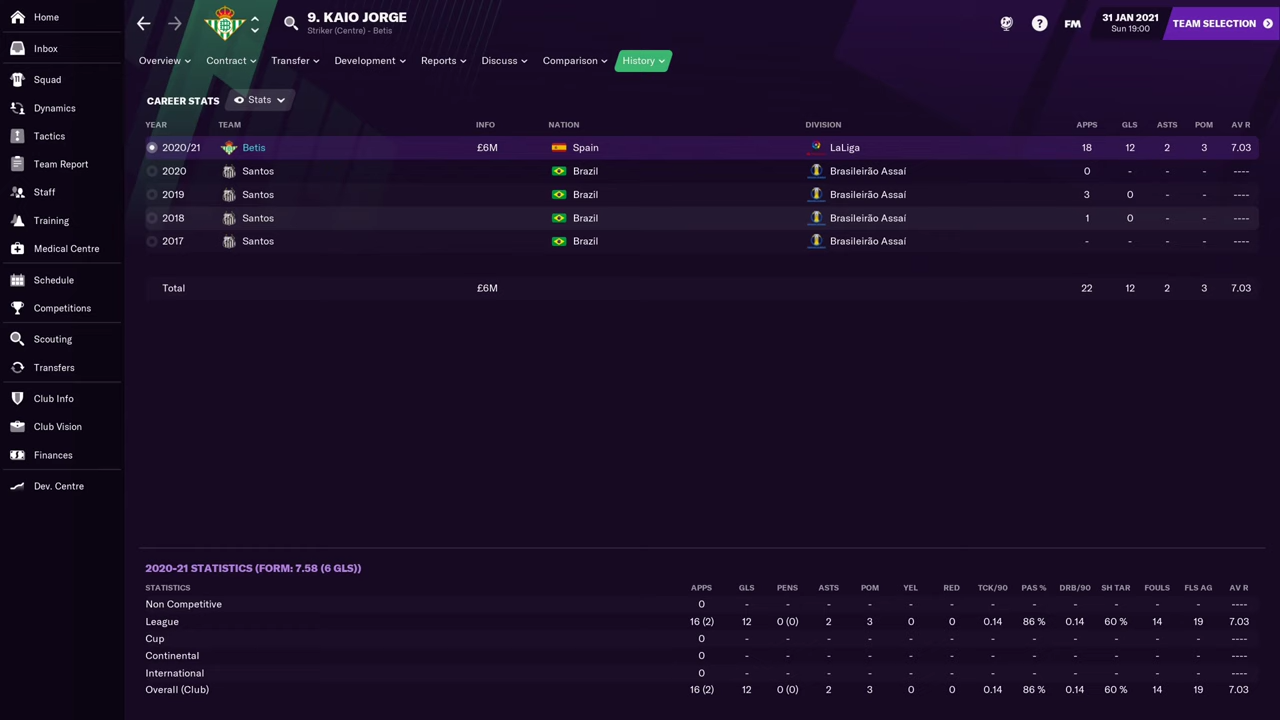 Home
Inbox
Squad
Dynamics
Tactics
Team Report
Staff
Training
Medical Centre
Schedule
Competitions
Scouting
Transfers
Club Info
Club Vision
Finances
Dev. Centre
9. KAIO JORGE
Striker (Centre) - Betis
? FM 31 JAN 2021 TEAM SELECTION
Sun 19:00
Overview Contract Transfer Development Reports Discuss Comparison History
CAREER STATS Stats
YEAR TEAM INFO NATION DIVISION APPS GLS ASTS POM AV R
2020/21 Betis £6M Spain LaLiga 18 12 2 3 7.03
2020 Santos Brazil Brasileirão Assaí 0 - - - ----
2019 Santos Brazil Brasileirão Assaí 3 0 - - ----
2018 Santos Brazil Brasileirão Assaí 1 0 - - ----
2017 Santos Brazil Brasileirão Assaí - - - - ----
Total £6M 22 12 2 3 7.03
2020-21 STATISTICS (FORM: 7.58 (6 GLS))
STATISTICS APPS GLS PENS ASTS POM YEL RED TCK/90 PAS % DRB/90 SH TAR FOULS FLS AG AV R
Non Competitive 0 - - - - - - - - - - - - ----
League 16 (2) 12 0 (0) 2 3 0 0 0.14 86 % 0.14 60 % 14 19 7.03
Cup 0 - - - - - - - - - - - - ----
Continental 0 - - - - - - - - - - - - ----
International 0 - - - - - - - - - - - - ----
Overall (Club) 16 (2) 12 0 (0) 2 3 0 0 0.14 86 % 0.14 60 % 14 19 7.03